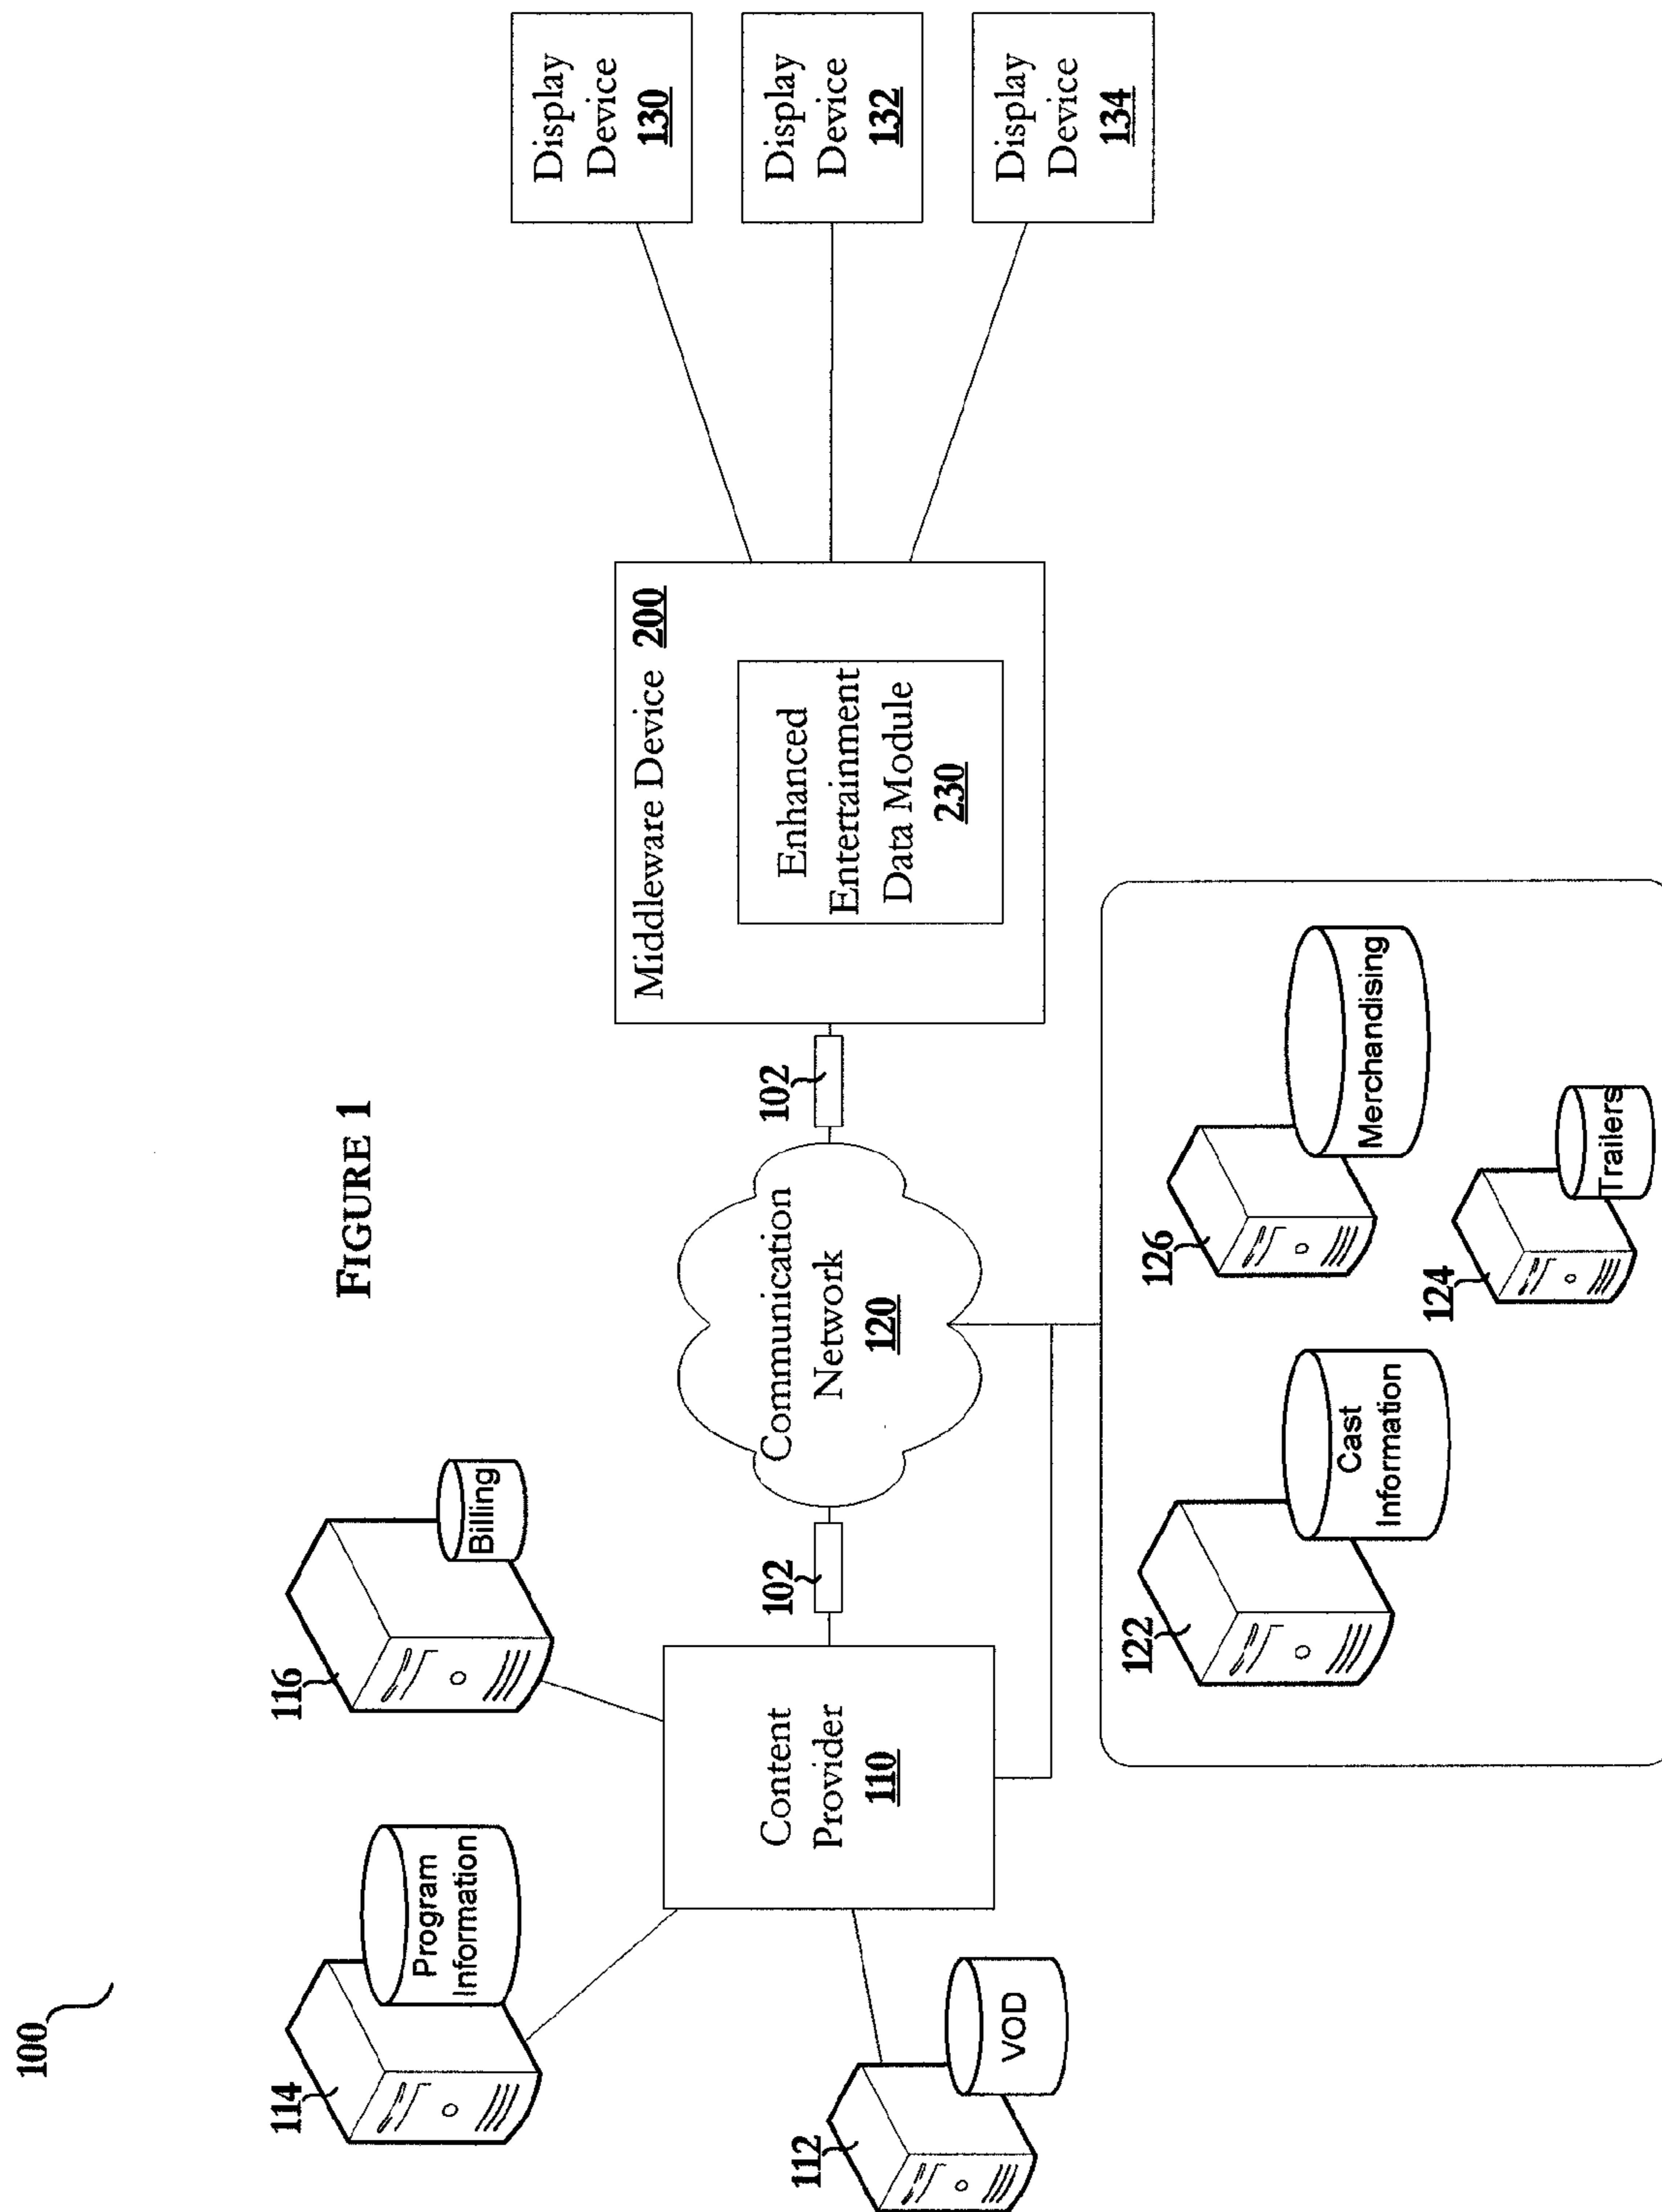 100
FIGURE 1
114
Program
Information
116
Billing
112
VOD
Content
Provider
110
102
Communication
Network
120
102
Middleware Device 200
Enhanced
Entertainment
Data Module
230
Display
Device
130
Display
Device
132
Display
Device
134
122
Cast
Information
126
Merchandising
124
Trailers